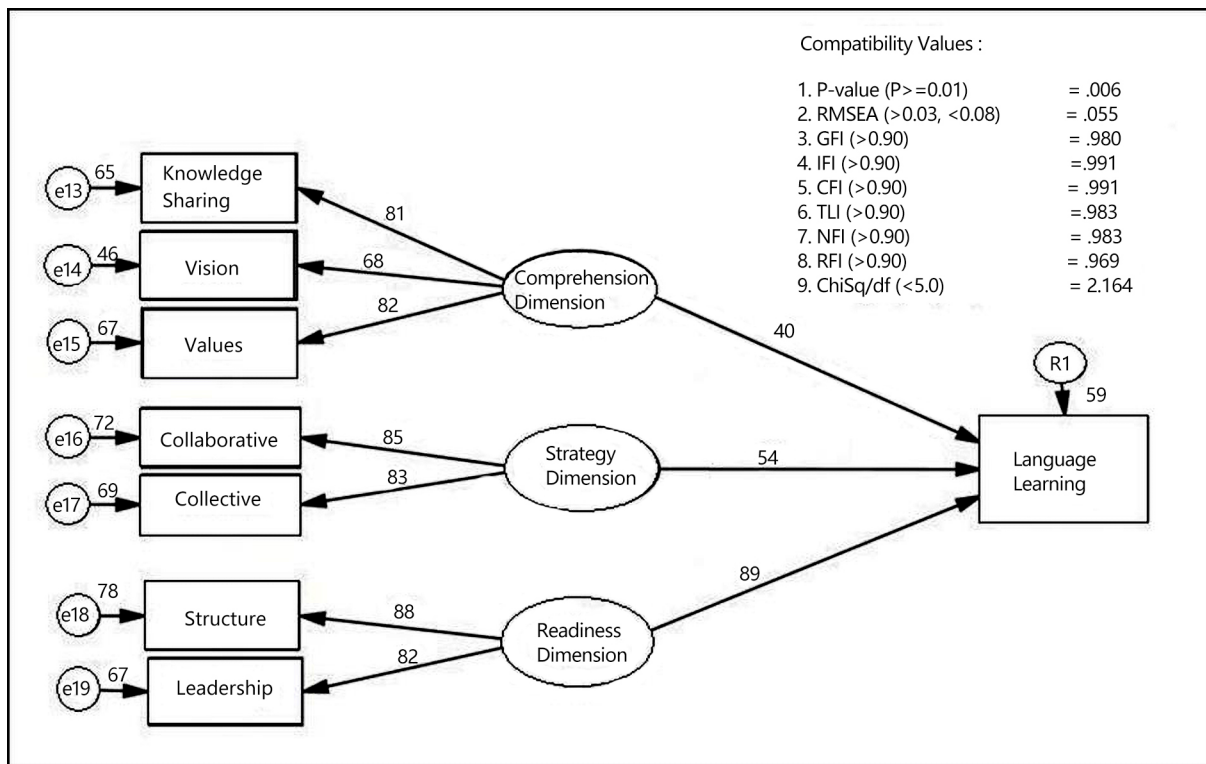 Compatibility Values :
1. P-value (P>=0.01) = .006
2. RMSEA (>0.03, <0.08) = .055
3. GFI (>0.90) = .980
4. IFI (>0.90) =.991
5. CFI (>0.90) = .991
6. TLI (>0.90) =.983
7. NFI (>0.90) = .983
8. RFI (>0.90) = .969
9. ChiSq/df (<5.0) = 2.164
e13
65
Knowledge
Sharing
81
e14
46
Vision
68
e15
67
Values
82
Comprehension
Dimension
40
e16
72
Collaborative
85
e17
69
Collective
83
Strategy
Dimension
54
e18
78
Structure
88
e19
67
Leadership
82
Readiness
Dimension
89
R1
59
Language
Learning